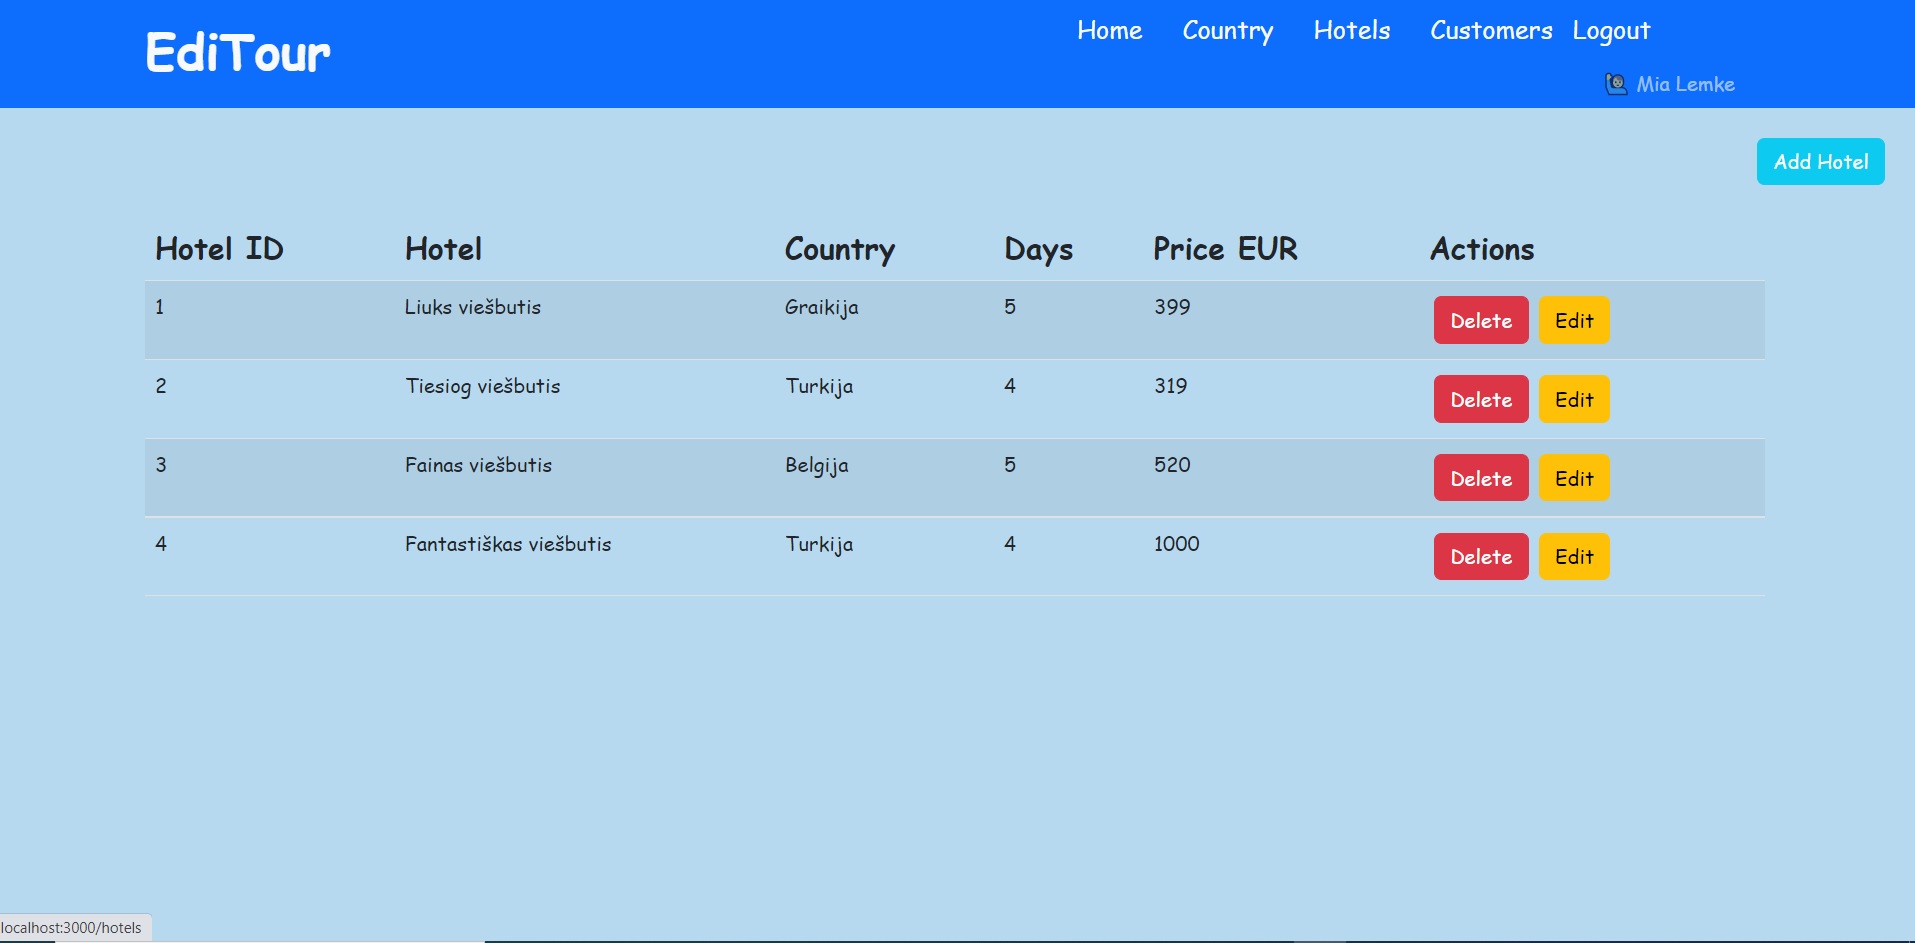 EdiTour
Home Country Hotels Customers Logout
Mia Lemke
Add Hotel
Hotel ID Hotel Country Days Price EUR Actions
1 Liuks viešbutis Graikija 5 399 Delete Edit
2 Tiesiog viešbutis Turkija 4 319 Delete Edit
3 Fainas viešbutis Belgija 5 520 Delete Edit
4 Fantastiškas viešbutis Turkija 4 1000 Delete Edit
localhost:3000/hotels